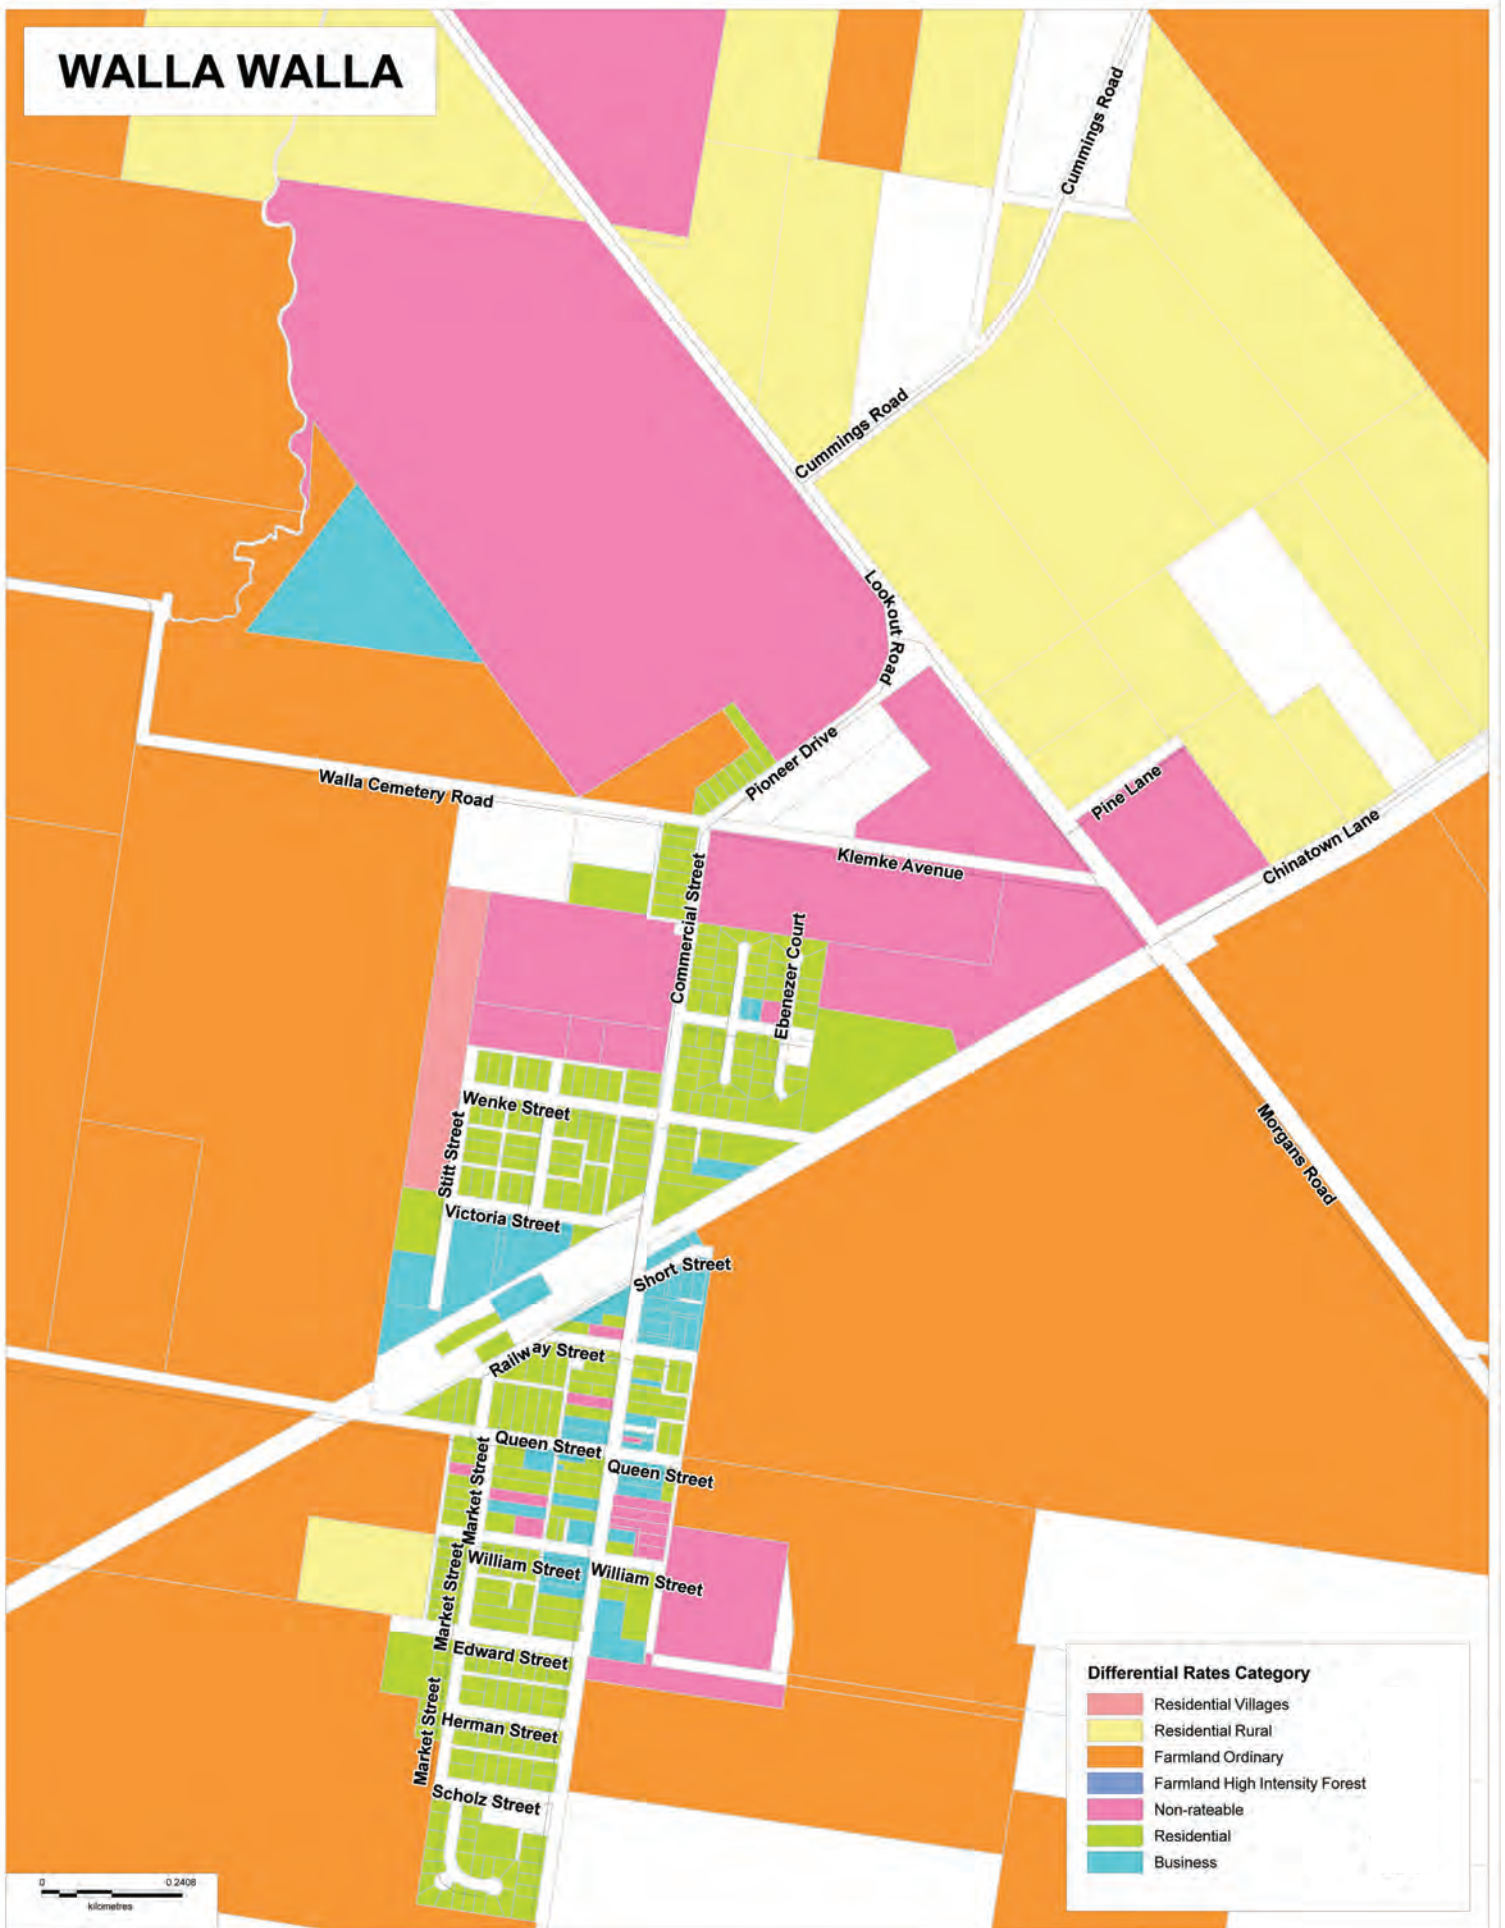 WALLA WALLA
Cummings Road
Cummings Road
Lookout Road
Pioneer Drive
Pine Lane
Walla Cemetery Road
Chinatown Lane
Klemke Avenue
Commercial Street
Ebenezer Court
Wenke Street
Stitt Street
Morgans Road
Victoria Street
Short Street
Railway Street
Queen Street
Queen Street
Market Street
William Street
William Street
Market Street
Edward Street
Market Street
Herman Street
Scholz Street
Differential Rates Category
Residential Villages
Residential Rural
Farmland Ordinary
Farmland High Intensity Forest
Non-rateable
Residential
Business
0 0.2408
kilometres